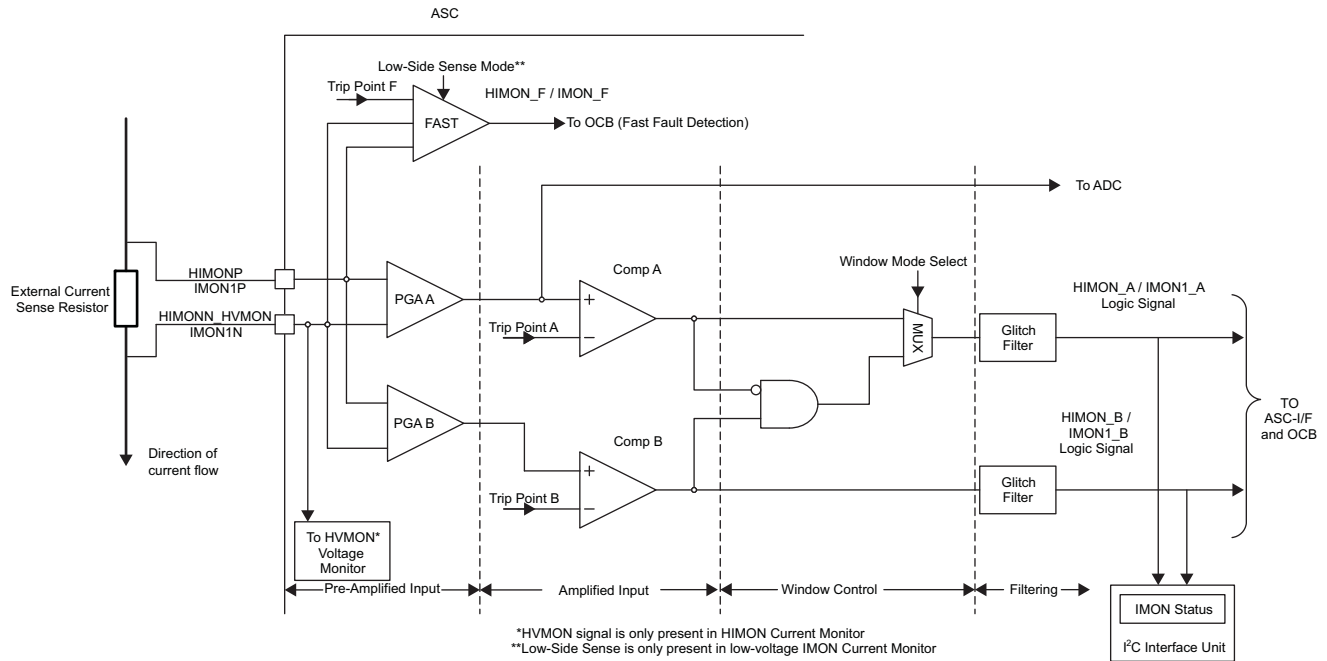 ASC
Low-Side Sense Mode**
Trip Point F
HIMON_F / IMON_F
FAST
To OCB (Fast Fault Detection)
To ADC
External Current
Sense Resistor
HIMONP
IMON1P
HIMONN_HVMON
IMON1N
PGA A
Comp A
+
Trip Point A
−
Window Mode Select
MUX
Glitch
Filter
HIMON_A / IMON1_A
Logic Signal
PGA B
Comp B
+
Trip Point B
−
HIMON_B /
IMON1_B
Logic Signal
Glitch
Filter
TO
ASC-I/F
and OCB
Direction of
current flow
To HVMON*
Voltage
Monitor
Pre-Amplified Input
Amplified Input
Window Control
Filtering
IMON Status
I²C Interface Unit
*HVMON signal is only present in HIMON Current Monitor
**Low-Side Sense is only present in low-voltage IMON Current Monitor